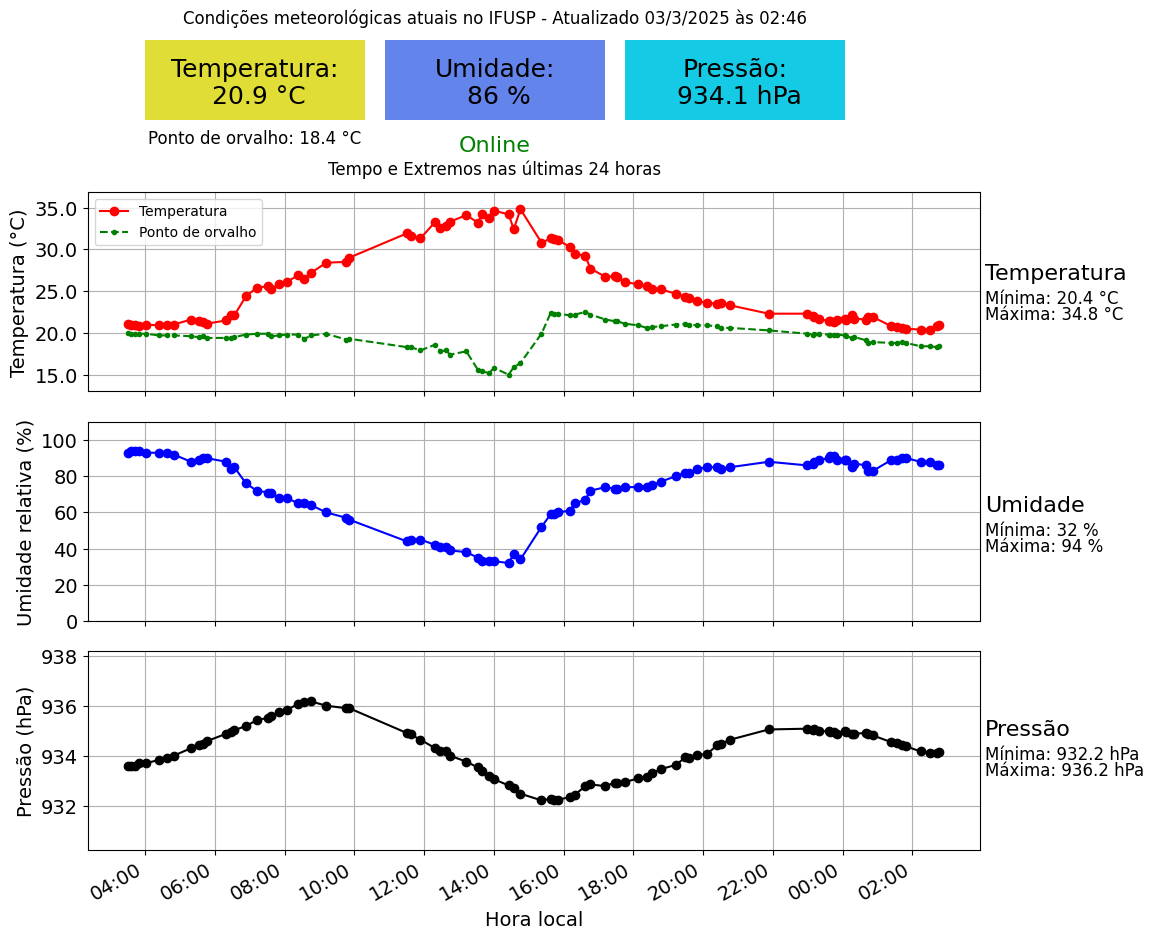 Condições meteorológicas atuais no IFUSP - Atualizado 03/3/2025 às 02:46
Temperatura:
20.9 °C
Umidade:
86 %
Pressão:
934.1 hPa
Ponto de orvalho: 18.4 °C
Online
Tempo e Extremos nas últimas 24 horas
Temperatura (°C)
35.0
30.0
25.0
20.0
15.0
Temperatura
Ponto de orvalho
Temperatura
Mínima: 20.4 °C
Máxima: 34.8 °C
Umidade relativa (%)
100
80
60
40
20
0
Umidade
Mínima: 32 %
Máxima: 94 %
Pressão (hPa)
938
936
934
932
Pressão
Mínima: 932.2 hPa
Máxima: 936.2 hPa
04:00
06:00
08:00
10:00
12:00
14:00
16:00
18:00
20:00
22:00
00:00
02:00
Hora local